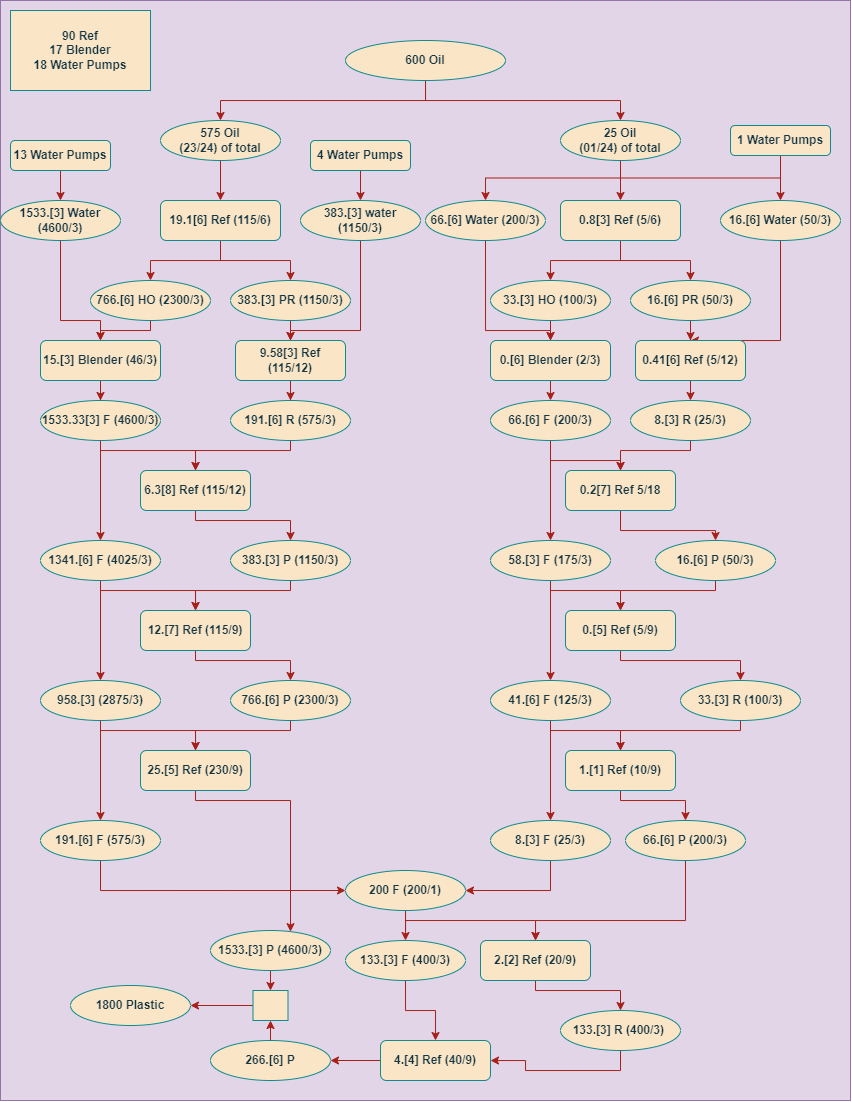 90 Ref
17 Blender
18 Water Pumps
600 Oil
575 Oil
(23/24) of total
25 Oil
(01/24) of total
1 Water Pumps
13 Water Pumps
4 Water Pumps
1533.[3] Water
(4600/3)
19.1[6] Ref (115/6)
383.[3] water
(1150/3)
66.[6] Water (200/3)
0.8[3] Ref (5/6)
16.[6] Water (50/3)
766.[6] HO (2300/3)
383.[3] PR (1150/3)
33.[3] HO (100/3)
16.[6] PR (50/3)
15.[3] Blender (46/3)
9.58[3] Ref
(115/12)
0.[6] Blender (2/3)
0.41[6] Ref (5/12)
1533.33[3] F (4600/3)
191.[6] R (575/3)
66.[6] F (200/3)
8.[3] R (25/3)
6.3[8] Ref (115/12)
0.2[7] Ref 5/18
1341.[6] F (4025/3)
383.[3] P (1150/3)
58.[3] F (175/3)
16.[6] P (50/3)
12.[7] Ref (115/9)
0.[5] Ref (5/9)
958.[3] (2875/3)
766.[6] P (2300/3)
41.[6] F (125/3)
33.[3] R (100/3)
25.[5] Ref (230/9)
1.[1] Ref (10/9)
191.[6] F (575/3)
8.[3] F (25/3)
66.[6] P (200/3)
200 F (200/1)
1533.[3] P (4600/3)
133.[3] F (400/3)
2.[2] Ref (20/9)
1800 Plastic
133.[3] R (400/3)
266.[6] P
4.[4] Ref (40/9)